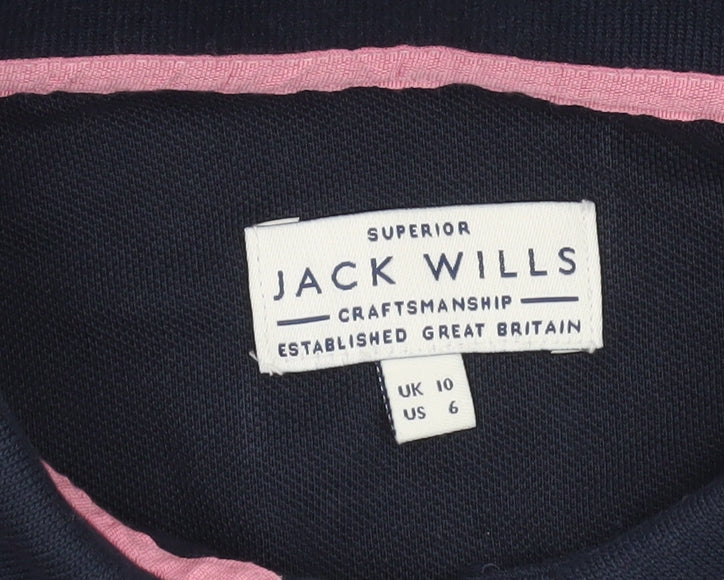 SUPERIOR
JACK WILLS
CRAFTSMANSHIP
ESTABLISHED GREAT BRITAIN
UK 10
US 6